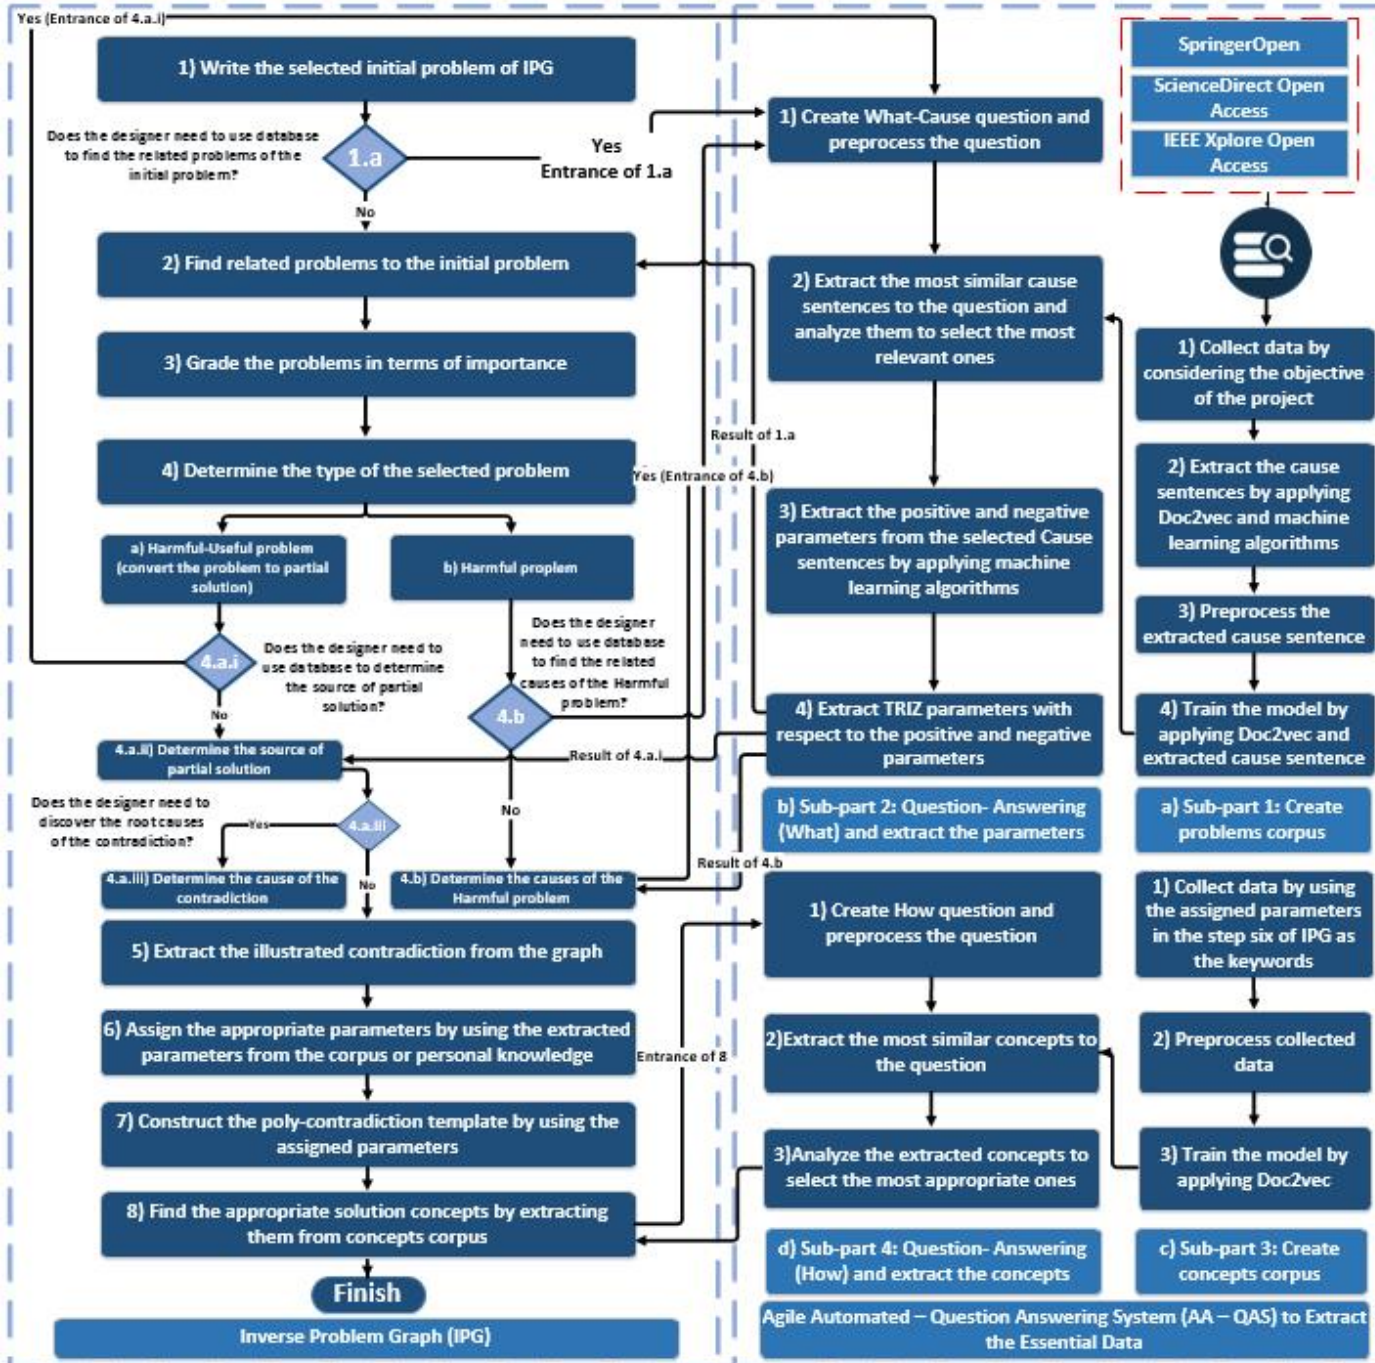 Yes (Entrance of 4.a.i)
1) Write the selected initial problem of IPG
Does the designer need to use database
to find the related problems of the
initial problem?
1.a
Yes
Entrance of 1.a
No
2) Find related problems to the initial problem
3) Grade the problems in terms of importance
4) Determine the type of the selected problem
a) Harmful-Useful problem
(convert the problem to partial
solution)
b) Harmful proplem
4.a.i
Does the designer need to
use database to determine
the source of partial
solution?
No
Does the designer
need to use database
to find the related
causes of the Harmful
problem?
4.b
No
4.a.ii) Determine the source of
partial solution
Does the designer need to
discover the root causes
of the contradiction?
Yes
4.a.iii
No
4.a.iii) Determine the cause of the
contradiction
4.b) Determine the causes of the
Harmful problem
5) Extract the illustrated contradiction from the graph
6) Assign the appropriate parameters by using the extracted
parameters from the corpus or personal knowledge
7) Construct the poly-contradiction template by using the
assigned parameters
8) Find the appropriate solution concepts by extracting
them from concepts corpus
Finish
Inverse Problem Graph (IPG)
Result of 1.a
Yes (Entrance of 4.b)
Result of 4.a.i
Result of 4.b
Entrance of 8
1) Create What-Cause question and
preprocess the question
2) Extract the most similar cause
sentences to the question and
analyze them to select the most
relevant ones
3) Extract the positive and negative
parameters from the selected Cause
sentences by applying machine
learning algorithms
4) Extract TRIZ parameters with
respect to the positive and negative
parameters
b) Sub-part 2: Question- Answering
(What) and extract the parameters
1) Create How question and
preprocess the question
2)Extract the most similar concepts to
the question
3)Analyze the extracted concepts to
select the most appropriate ones
d) Sub-part 4: Question- Answering
(How) and extract the concepts
SpringerOpen
ScienceDirect Open
Access
IEEE Xplore Open
Access
1) Collect data by
considering the objective
of the project
2) Extract the cause
sentences by applying
Doc2vec and machine
learning algorithms
3) Preprocess the
extracted cause sentence
4) Train the model by
applying Doc2vec and
extracted cause sentence
a) Sub-part 1: Create
problems corpus
1) Collect data by using
the assigned parameters
in the step six of IPG as
the keywords
2) Preprocess collected
data
3) Train the model by
applying Doc2vec
c) Sub-part 3: Create
concepts corpus
Agile Automated – Question Answering System (AA – QAS) to Extract
the Essential Data